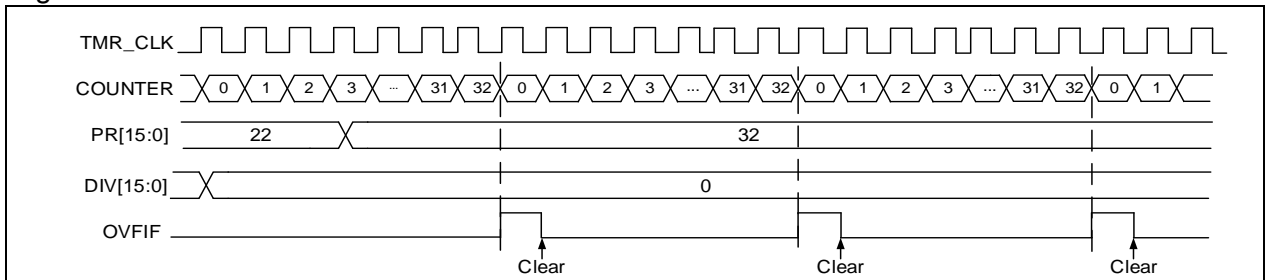 TMR_CLK
COUNTER 0 1 2 3 ... 31 32 0 1 2 3 ... 31 32 0 1 2 3 ... 31 32 0 1
PR[15:0] 22 32
DIV[15:0] 0
OVFIF
Clear Clear Clear